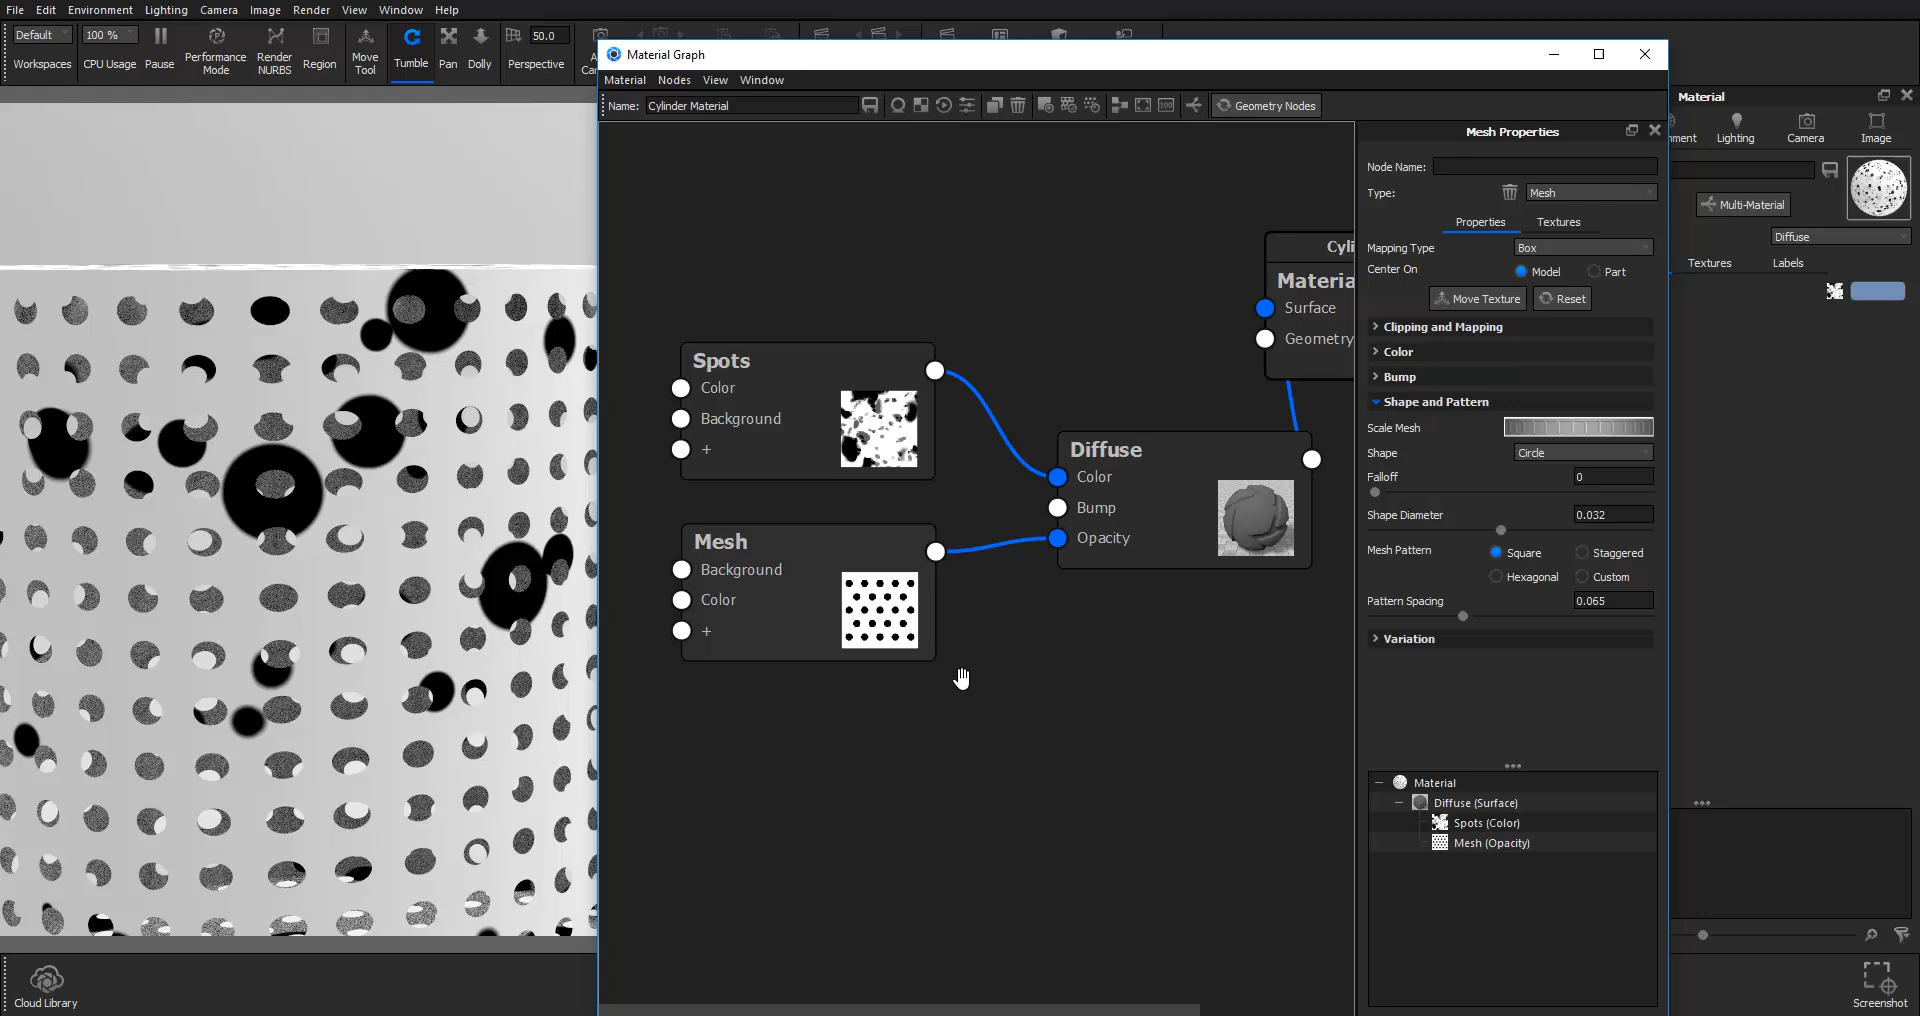 File Edit Environment Lighting Camera Image Render View Window Help
Default 100 % 50.0
Workspaces CPU Usage Pause Performance Mode Render NURBS Region Move Tool Tumble Pan Dolly Perspective
Material Graph
Material Nodes View Window
Name: Cylinder Material 100 Geometry Nodes
Mesh Properties
Node Name:
Type: Mesh
Properties Textures
Mapping Type Box
Center On Model Part
Move Texture Reset
Clipping and Mapping
Color
Bump
Shape and Pattern
Scale Mesh
Shape Circle
Falloff 0
Shape Diameter 0.032
Mesh Pattern Square Staggered
Hexagonal Custom
Pattern Spacing 0.065
Variation
Material
Diffuse (Surface)
Spots (Color)
Mesh (Opacity)
Surface
Geometry
Spots
Color
Background
+
Diffuse
Color
Bump
Opacity
Mesh
Background
Color
+
Material
Lighting Camera Image
Multi-Material
Diffuse
Textures Labels
Cloud Library
Screenshot